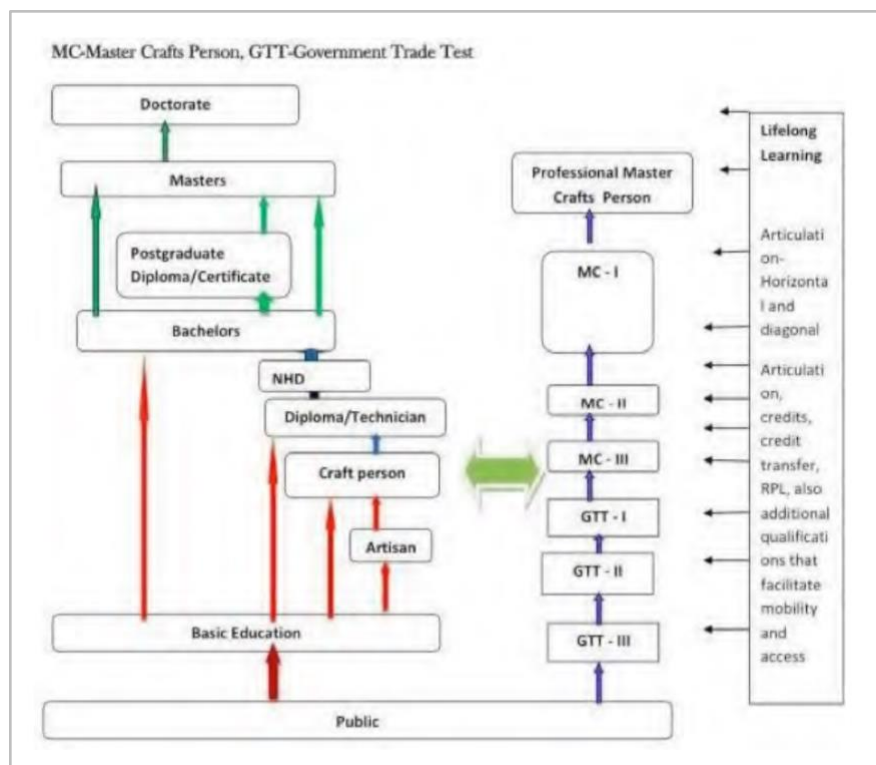 MC-Master Crafts Person, GTT-Government Trade Test
Doctorate
Masters
Postgraduate
Diploma/Certificate
Bachelors
NHD
Diploma/Technician
Craft person
Artisan
Basic Education
Public
Professional Master
Crafts Person
MC - I
MC - II
MC - III
GTT - I
GTT - II
GTT - III
Lifelong
Learning
Articulati
on-
Horizonta
l and
diagonal
Articulati
on,
credits,
credit
transfer,
RPL, also
additional
qualificati
ons that
facilitate
mobility
and
access